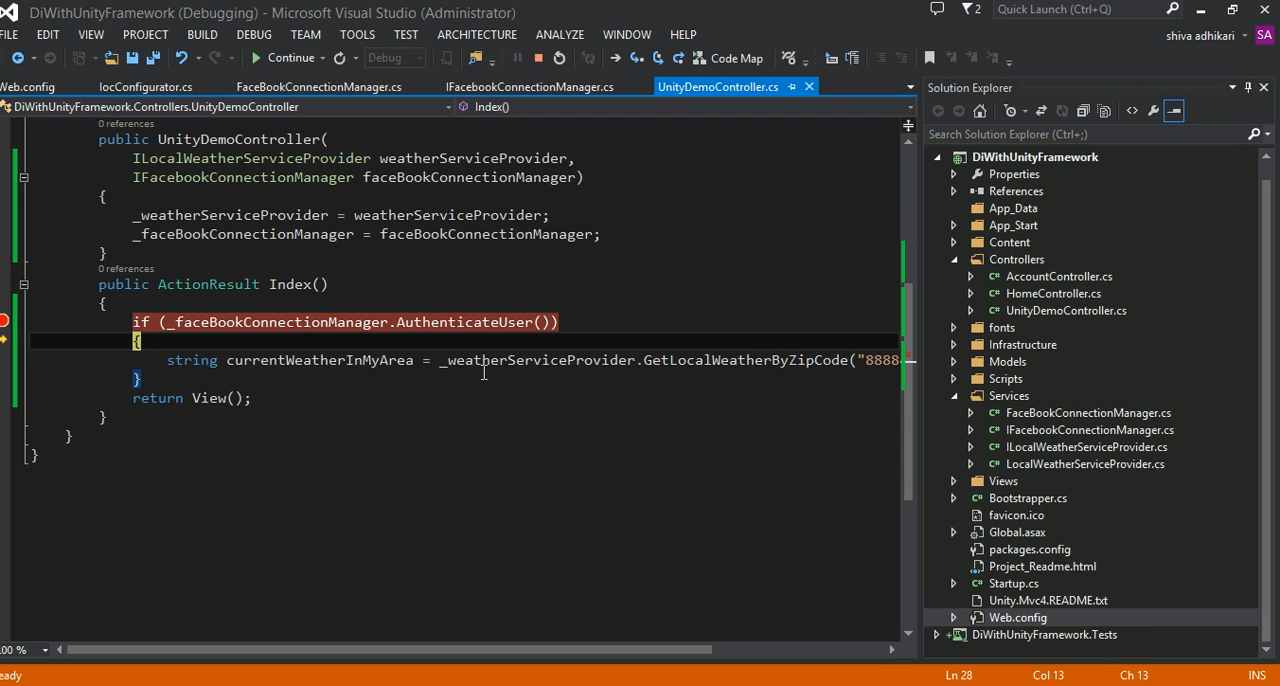 DiWithUnityFramework (Debugging) - Microsoft Visual Studio (Administrator)
2
Quick Launch (Ctrl+Q)
FILE EDIT VIEW PROJECT BUILD DEBUG TEAM TOOLS TEST ARCHITECTURE ANALYZE WINDOW HELP
shiva adhikari
SA
Continue
Debug
Code Map
Web.config
IocConfigurator.cs
FaceBookConnectionManager.cs
IFacebookConnectionManager.cs
UnityDemoController.cs
DiWithUnityFramework.Controllers.UnityDemoController
Index()
0 references
public UnityDemoController(
ILocalWeatherServiceProvider weatherServiceProvider,
IFacebookConnectionManager faceBookConnectionManager)
{
_weatherServiceProvider = weatherServiceProvider;
_faceBookConnectionManager = faceBookConnectionManager;
}
0 references
public ActionResult Index()
{
if (_faceBookConnectionManager.AuthenticateUser())
{
string currentWeatherInMyArea = _weatherServiceProvider.GetLocalWeatherByZipCode("8888
}
return View();
}
}
}
00 %
Solution Explorer
Search Solution Explorer (Ctrl+;)
DiWithUnityFramework
Properties
References
App_Data
App_Start
Content
Controllers
C# AccountController.cs
C# HomeController.cs
C# UnityDemoController.cs
fonts
Infrastructure
Models
Scripts
Services
C# FaceBookConnectionManager.cs
C# IFacebookConnectionManager.cs
C# ILocalWeatherServiceProvider.cs
C# LocalWeatherServiceProvider.cs
Views
C# Bootstrapper.cs
favicon.ico
Global.asax
packages.config
Project_Readme.html
C# Startup.cs
Unity.Mvc4.README.txt
Web.config
DiWithUnityFramework.Tests
eady
Ln 28
Col 13
Ch 13
INS